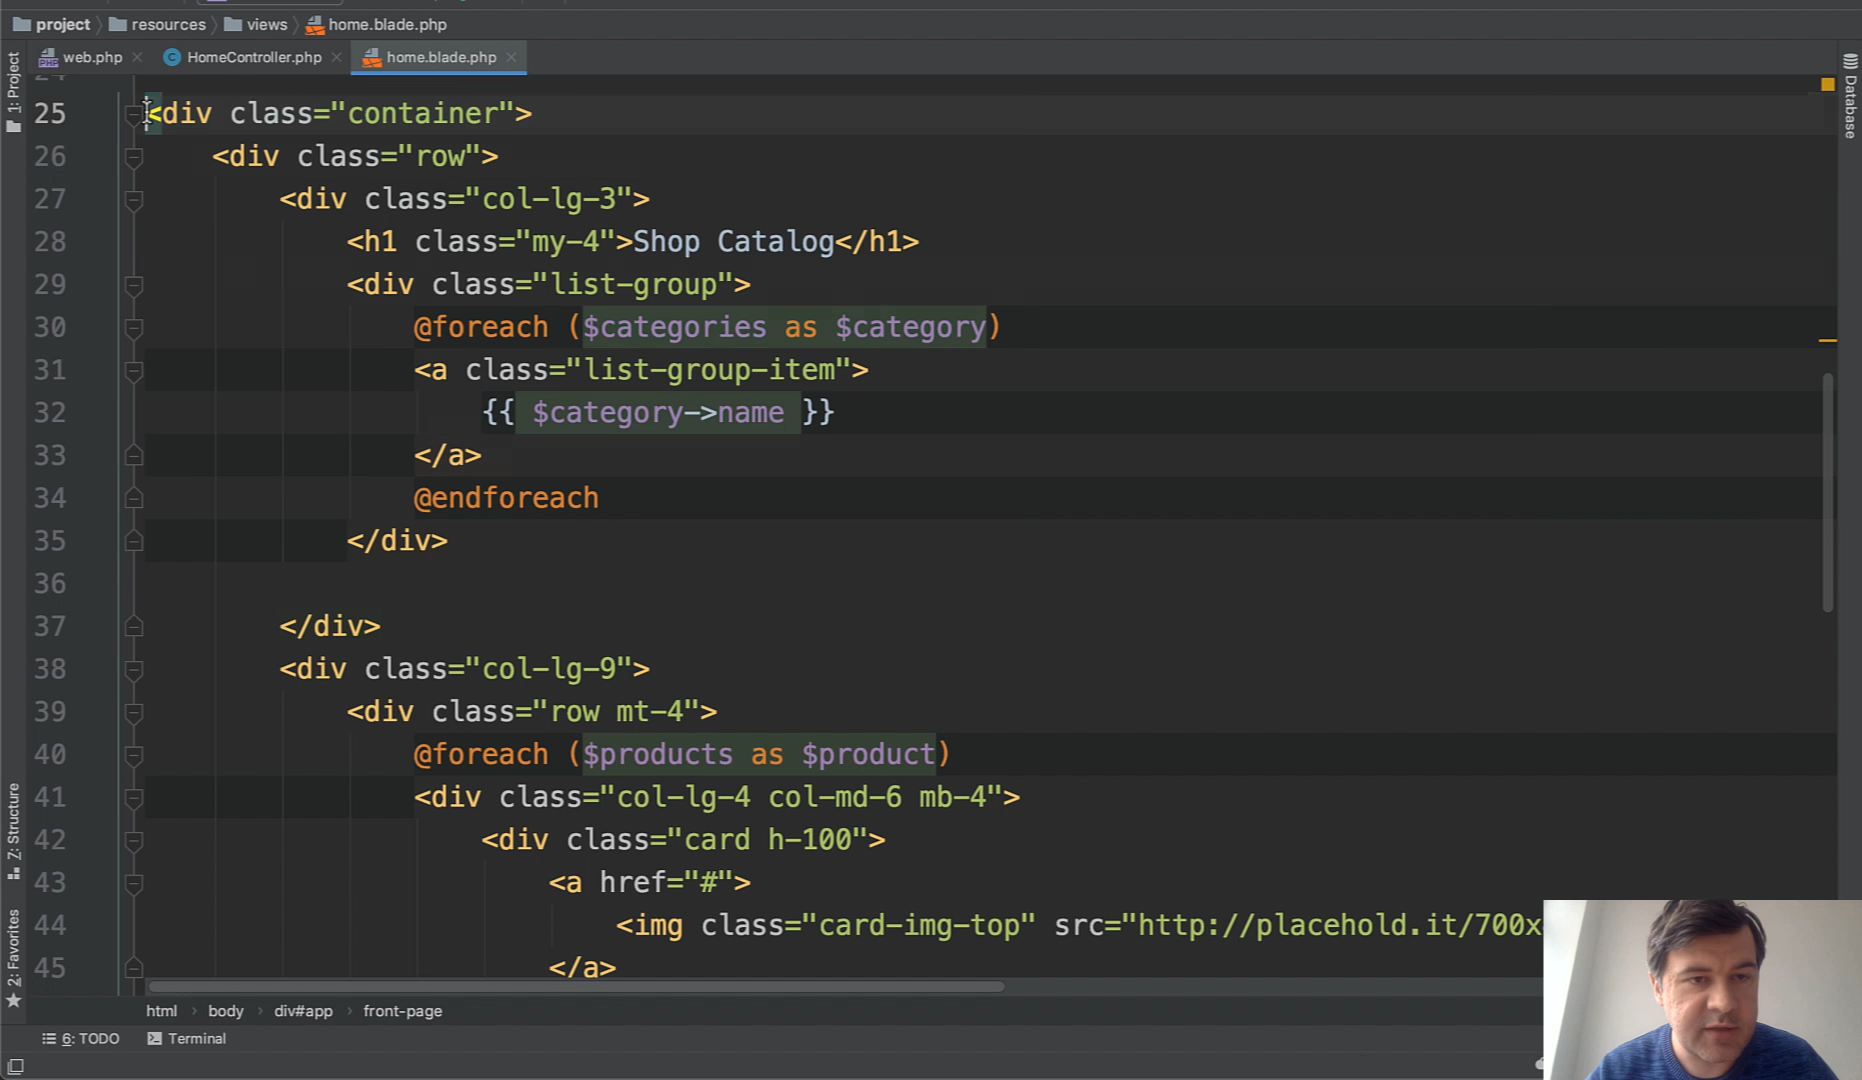 project resources views home.blade.php
web.php HomeController.php home.blade.php
1: Project
Database
25 <div class="container">
26 <div class="row">
27 <div class="col-lg-3">
28 <h1 class="my-4">Shop Catalog</h1>
29 <div class="list-group">
30 @foreach ($categories as $category)
31 <a class="list-group-item">
32 {{ $category->name }}
33 </a>
34 @endforeach
35 </div>
36
37 </div>
38 <div class="col-lg-9">
39 <div class="row mt-4">
40 @foreach ($products as $product)
41 <div class="col-lg-4 col-md-6 mb-4">
42 <div class="card h-100">
43 <a href="#">
44 <img class="card-img-top" src="http://placehold.it/700x
45 </a>
Z: Structure
2: Favorites
html body div#app front-page
6: TODO Terminal